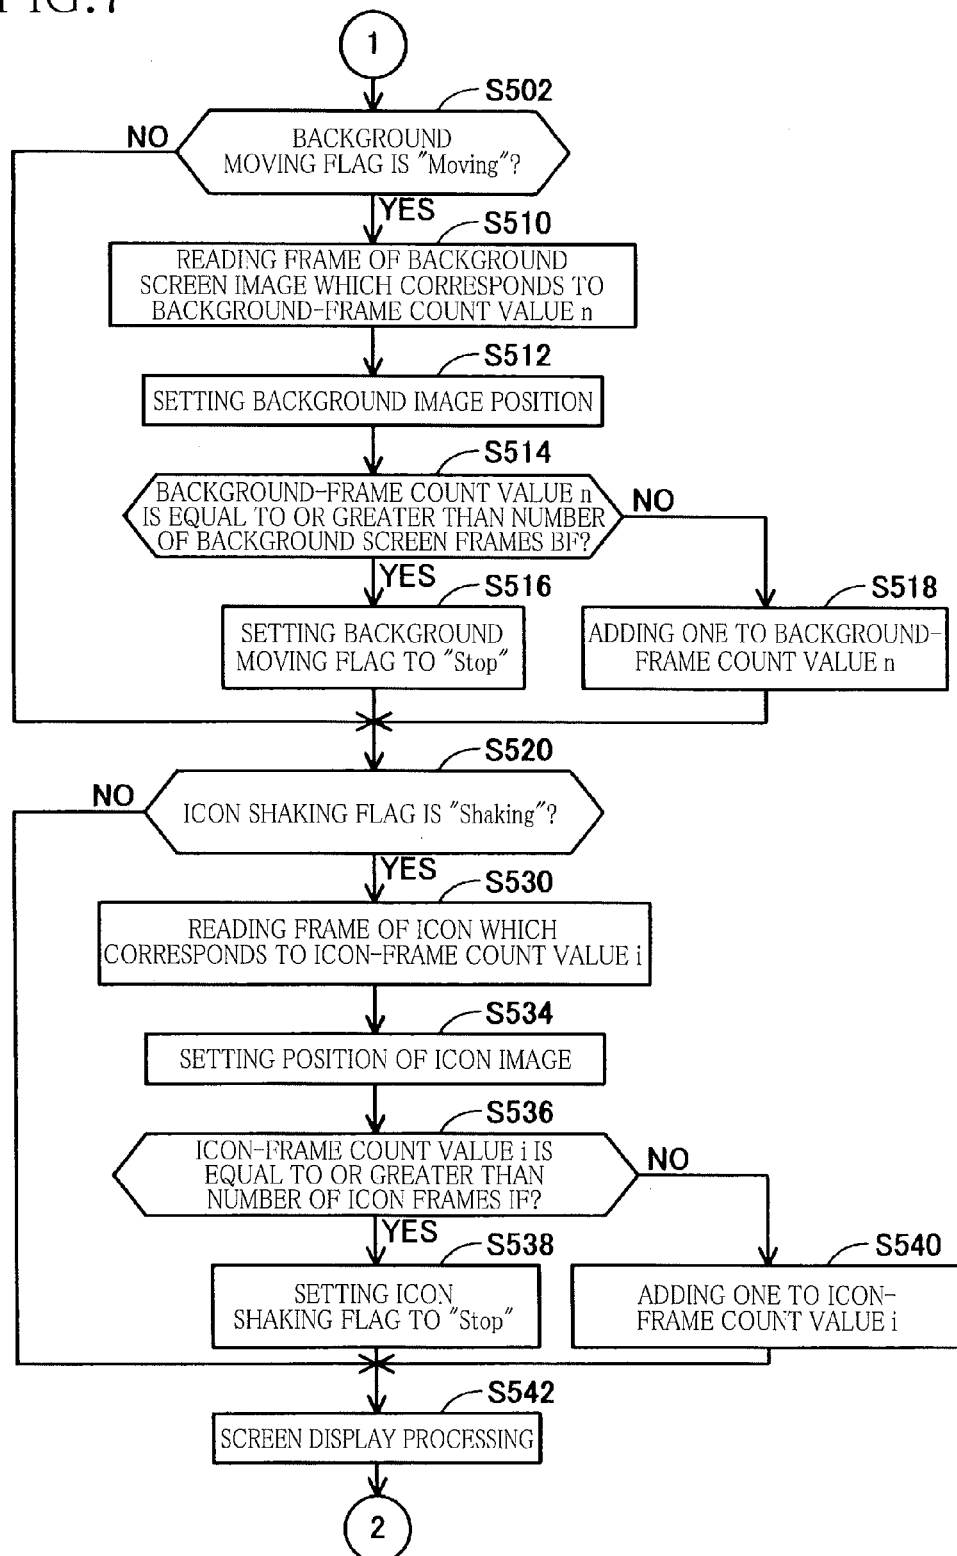 FIG.7
1
S502
NO
BACKGROUND
MOVING FLAG IS "Moving"?
YES
S510
READING FRAME OF BACKGROUND
SCREEN IMAGE WHICH CORRESPONDS TO
BACKGROUND-FRAME COUNT VALUE n
S512
SETTING BACKGROUND IMAGE POSITION
S514
BACKGROUND-FRAME COUNT VALUE n
IS EQUAL TO OR GREATER THAN NUMBER
OF BACKGROUND SCREEN FRAMES BF?
NO
YES
S516
SETTING BACKGROUND
MOVING FLAG TO "Stop"
S518
ADDING ONE TO BACKGROUND-
FRAME COUNT VALUE n
S520
NO
ICON SHAKING FLAG IS "Shaking"?
YES
S530
READING FRAME OF ICON WHICH
CORRESPONDS TO ICON-FRAME COUNT VALUE i
S534
SETTING POSITION OF ICON IMAGE
S536
ICON-FRAME COUNT VALUE i IS
EQUAL TO OR GREATER THAN
NUMBER OF ICON FRAMES IF?
NO
YES
S538
SETTING ICON
SHAKING FLAG TO "Stop"
S540
ADDING ONE TO ICON-
FRAME COUNT VALUE i
S542
SCREEN DISPLAY PROCESSING
2